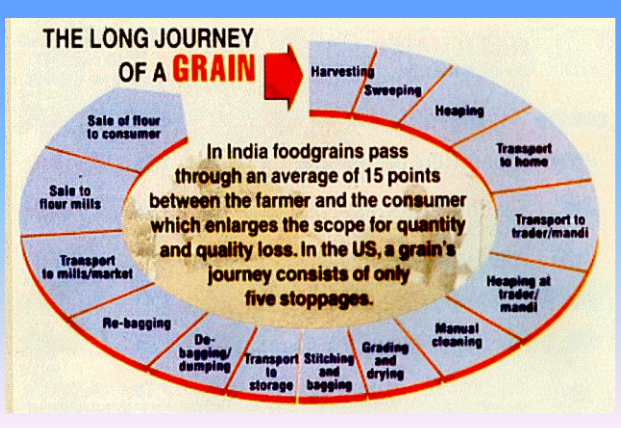 THE LONG JOURNEY
OF A GRAIN
Harvesting
Sweeping
Heaping
Transport
to home
Transport to
trader/mandi
Heaping at
trader/
mandi
Manual
cleaning
Grading
and
drying
Stitching
and
bagging
Transport
to
storage
De-
bagging/
dumping
Re-bagging
Transport
to mills/market
Sale to
flour mills
Sale of flour
to consumer
In India foodgrains pass
through an average of 15 points
between the farmer and the consumer
which enlarges the scope for quantity
and quality loss. In the US, a grain's
journey consists of only
five stoppages.